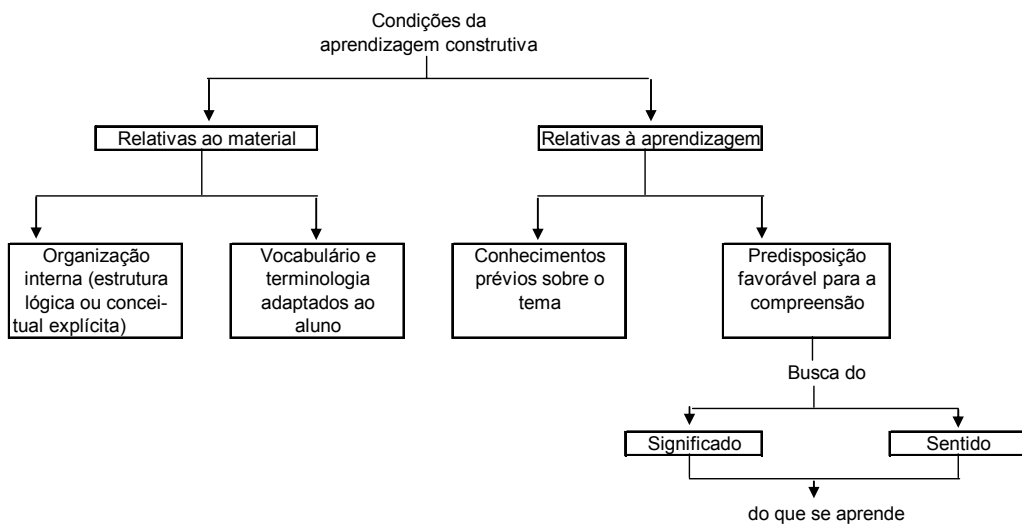 Condições da
aprendizagem construtiva
Relativas ao material
Relativas à aprendizagem
Organização
interna (estrutura
lógica ou concei-
tual explícita)
Vocabulário e
terminologia
adaptados ao
aluno
Conhecimentos
prévios sobre o
tema
Predisposição
favorável para a
compreensão
Busca do
Significado
Sentido
do que se aprende